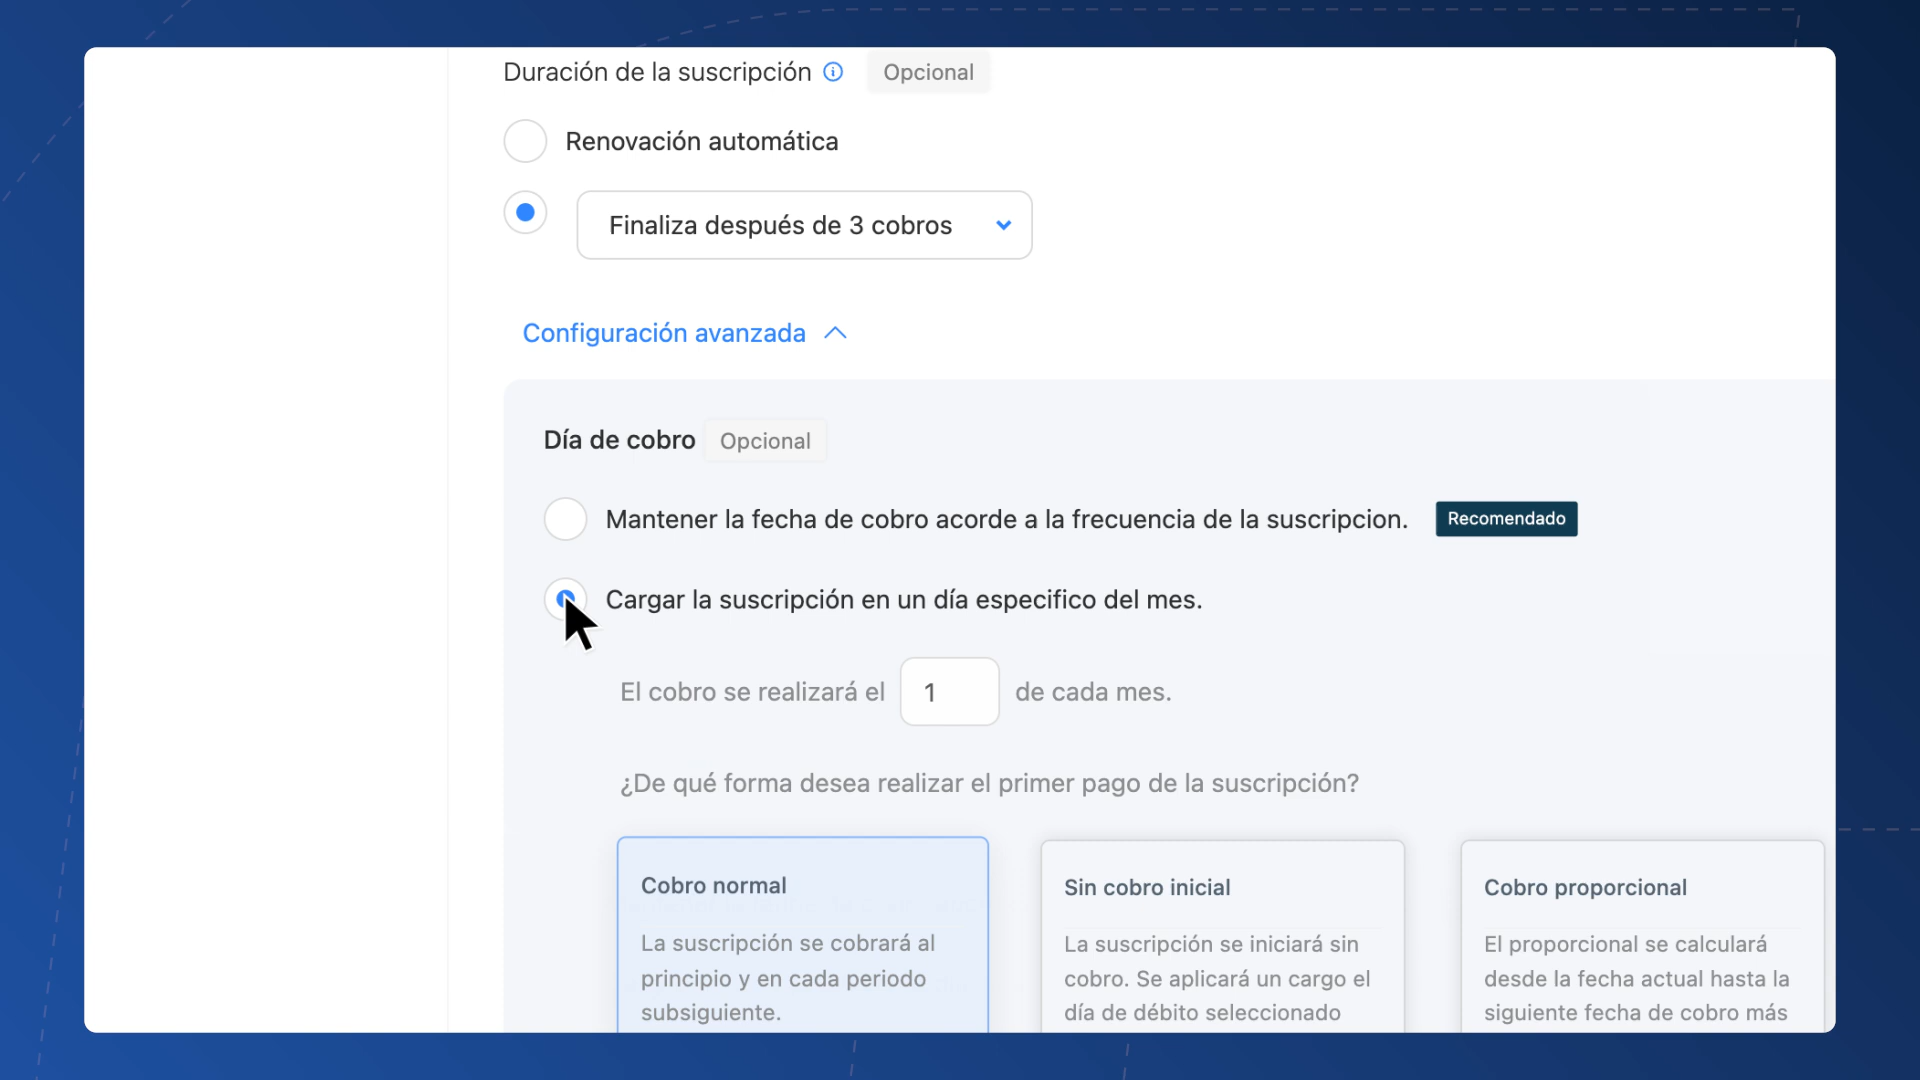 Duración de la suscripción Opcional
Renovación automática
Finaliza después de 3 cobros
Configuración avanzada
Día de cobro Opcional
Mantener la fecha de cobro acorde a la frecuencia de la suscripcion. Recomendado
Cargar la suscripción en un día especifico del mes.
El cobro se realizará el 1 de cada mes.
¿De qué forma desea realizar el primer pago de la suscripción?
Cobro normal
La suscripción se cobrará al
principio y en cada periodo
subsiguiente.
Sin cobro inicial
La suscripción se iniciará sin
cobro. Se aplicará un cargo el
día de débito seleccionado
Cobro proporcional
El proporcional se calculará
desde la fecha actual hasta la
siguiente fecha de cobro más